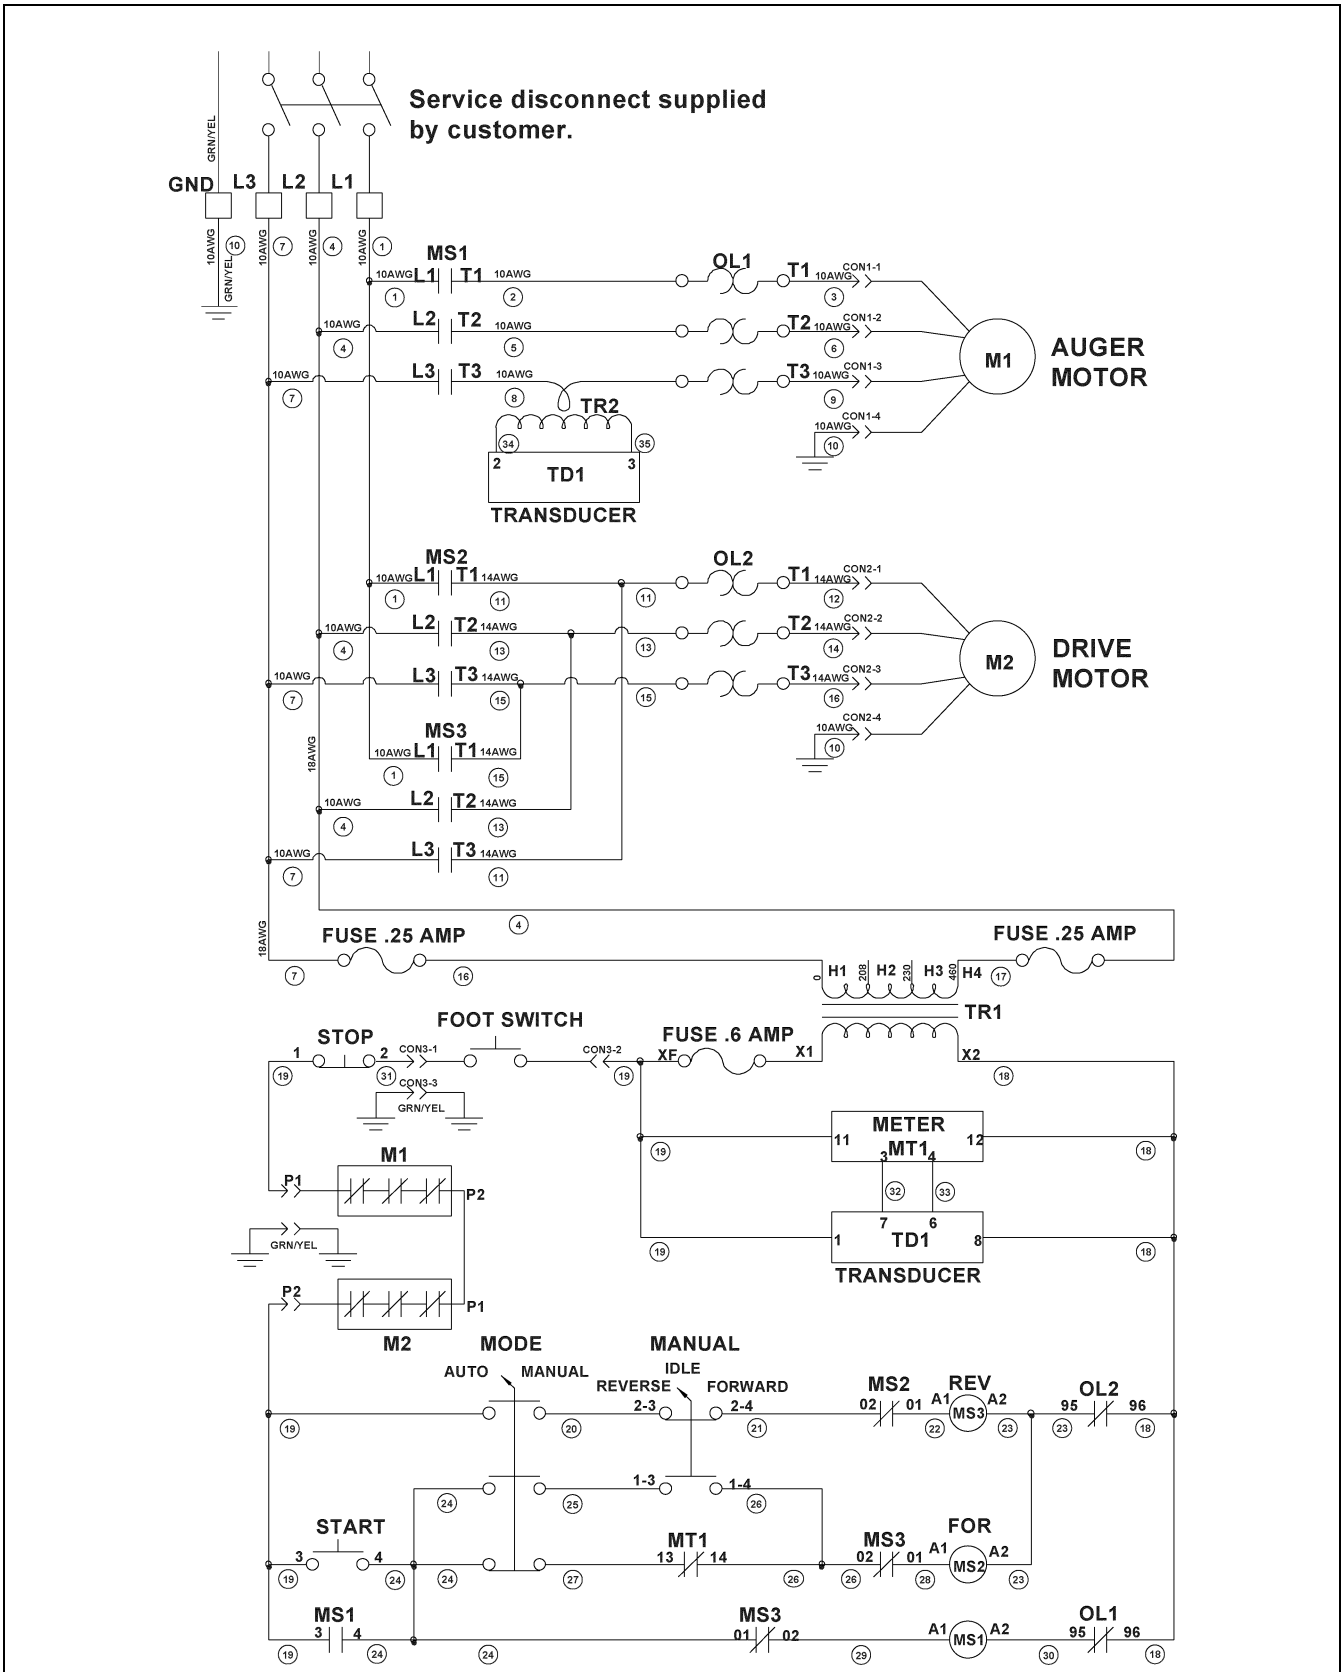 Service disconnect supplied
by customer.
GRN/YEL
GND L3 L2 L1
10AWG 10 10AWG 7 10AWG 4 10AWG 1
GRN/YEL
MS1
10AWG L1 T1 10AWG OL1 T1 10AWG CON1-1
1 2 3
10AWG L2 T2 10AWG T2 10AWG CON1-2
4 5 6
10AWG L3 T3 10AWG T3 10AWG CON1-3
7 8 9
M1
AUGER
MOTOR
TR2
10AWG CON1-4
10
34 35
2 3
TD1
TRANSDUCER
MS2
10AWG L1 T1 14AWG OL2 T1 14AWG CON2-1
1 11 11 12
10AWG L2 T2 14AWG T2 14AWG CON2-2
4 13 13 14
10AWG L3 T3 14AWG T3 14AWG CON2-3
7 15 15 16
M2
DRIVE
MOTOR
10AWG CON2-4
10
MS3
18AWG
10AWG L1 T1 14AWG
1 15
10AWG L2 T2 14AWG
4 13
10AWG L3 T3 14AWG
7 11
4
18AWG
FUSE .25 AMP FUSE .25 AMP
7 16 0 H1 208 H2 230 H3 460 H4 17
TR1
STOP FOOT SWITCH FUSE .6 AMP
1 2 CON3-1 CON3-2 XF X1 X2
19 31 19 18
CON3-3
GRN/YEL
METER
11 MT1 12
3 4
19 18
32 33
M1
P1 P2
7 6
1 TD1 8
19 18
TRANSDUCER
GRN/YEL
P2 P1
M2
MODE MANUAL
AUTO MANUAL IDLE
REVERSE FORWARD
2-3 2-4 MS2 REV OL2
02 01 A1 MS3 A2 95 96
19 20 21 22 23 23 18
1-3 1-4
24 25 26
START MT1 MS3 FOR
3 4 13 14 02 01 A1 MS2 A2
19 24 24 27 26 26 28 23
MS1 MS3 OL1
3 4 01 02 A1 MS1 A2 95 96
19 24 24 29 30 18